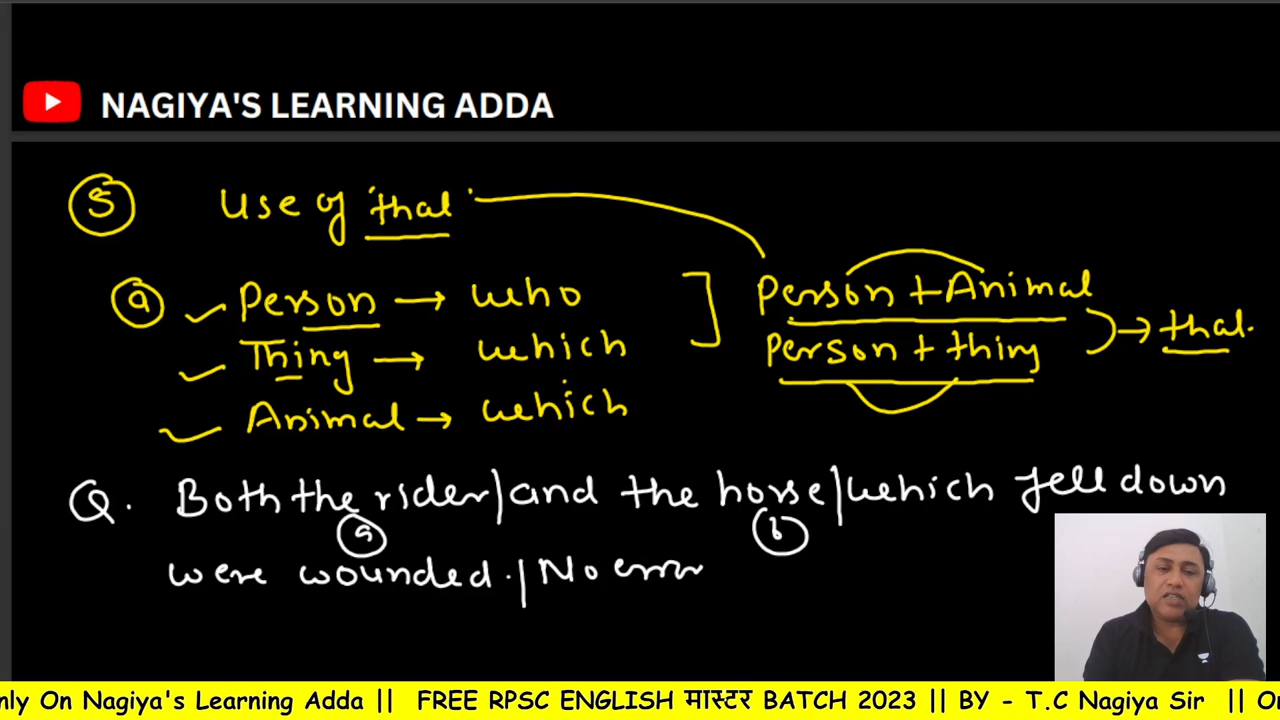 NAGIYA'S LEARNING ADDA
5 Use of that
a Person → who
Thing → which
Animal → which
Person + Animal
Person + thing
→ that.
Q. Both the rider/and the horse/which fell down
a b
were wounded./No error
nly On Nagiya's Learning Adda || FREE RPSC ENGLISH मास्टर BATCH 2023 || BY - T.C Nagiya Sir || O